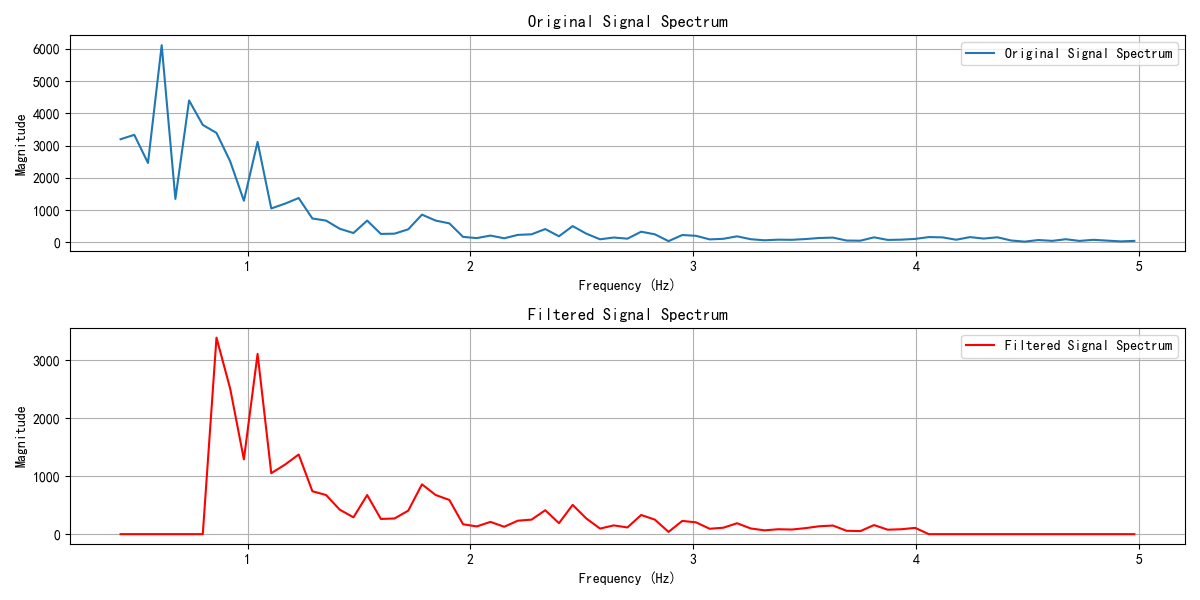 Original Signal Spectrum
Original Signal Spectrum
6000
5000
4000
3000
2000
1000
0
Magnitude
1 2 3 4 5
Frequency (Hz)
Filtered Signal Spectrum
Filtered Signal Spectrum
3000
2000
1000
0
Magnitude
1 2 3 4 5
Frequency (Hz)